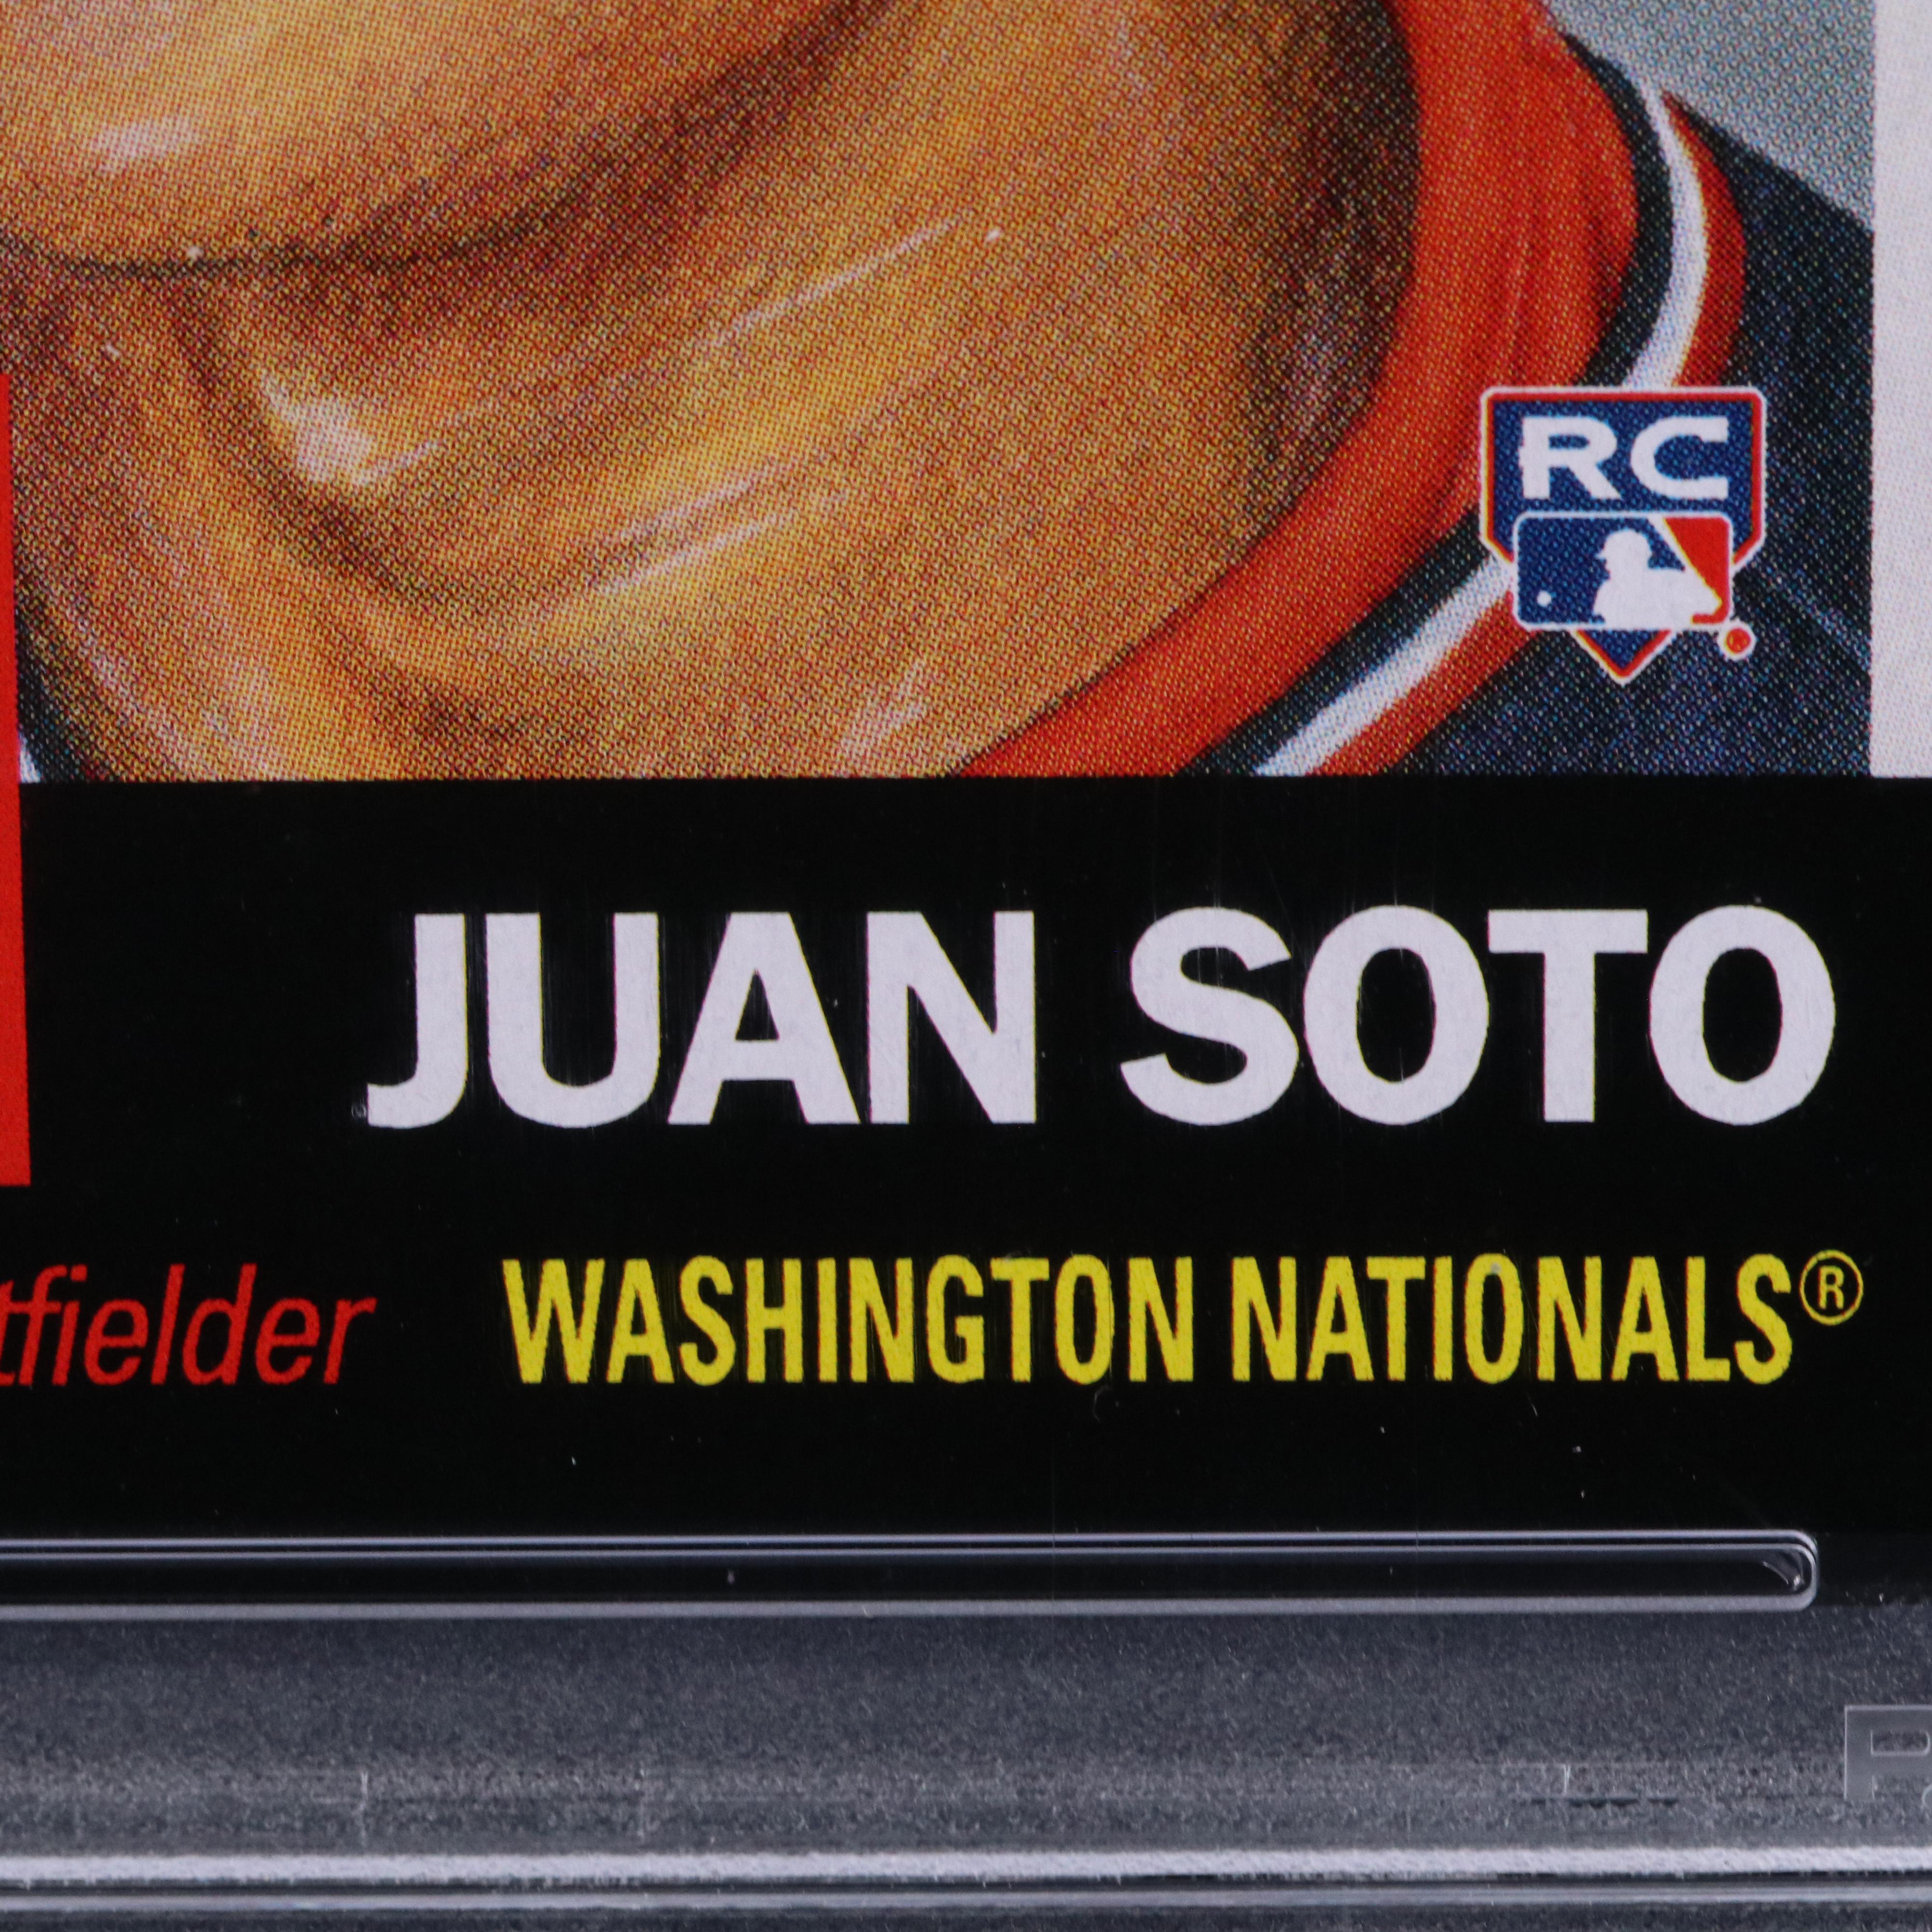 RC
JUAN SOTO
tfielder WASHINGTON NATIONALS®
P